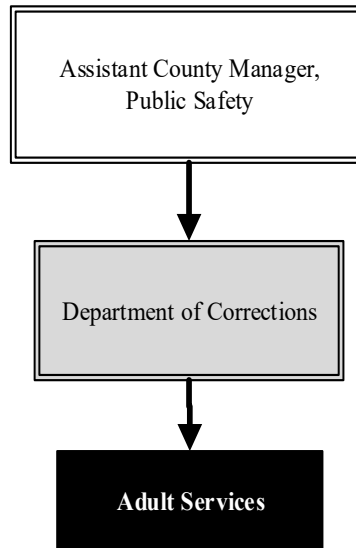 Assistant County Manager,
Public Safety
Department of Corrections
Adult Services